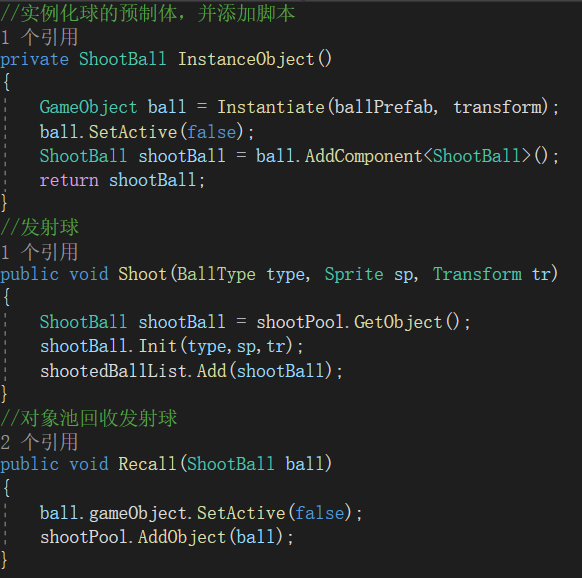 //实例化球的预制体，并添加脚本
1 个引用
private ShootBall InstanceObject()
{
GameObject ball = Instantiate(ballPrefab, transform);
ball.SetActive(false);
ShootBall shootBall = ball.AddComponent<ShootBall>();
return shootBall;
}
//发射球
1 个引用
public void Shoot(BallType type, Sprite sp, Transform tr)
{
ShootBall shootBall = shootPool.GetObject();
shootBall.Init(type,sp,tr);
shootedBallList.Add(shootBall);
}
//对象池回收发射球
2 个引用
public void Recall(ShootBall ball)
{
ball.gameObject.SetActive(false);
shootPool.AddObject(ball);
}